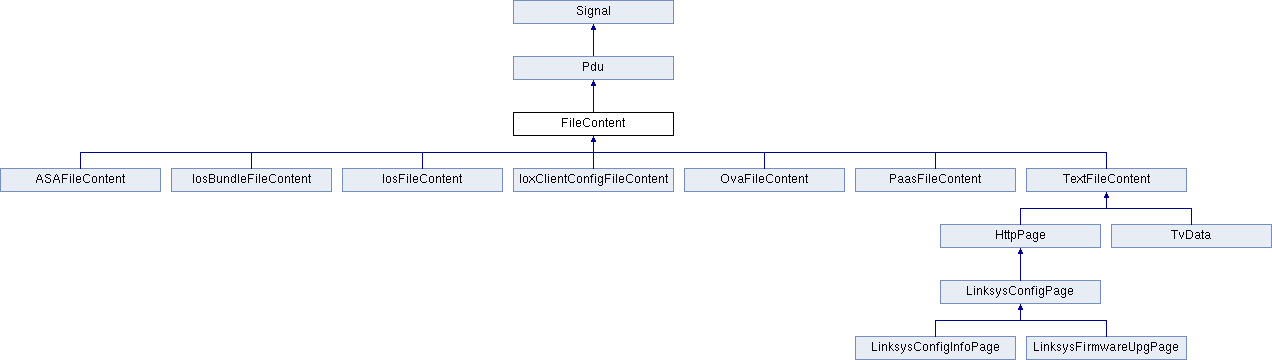 Signal
Pdu
FileContent
ASAFileContent
IosBundleFileContent
IosFileContent
IoxClientConfigFileContent
OvaFileContent
PaasFileContent
TextFileContent
HttpPage
TvData
LinksysConfigPage
LinksysConfigInfoPage
LinksysFirmwareUpgPage